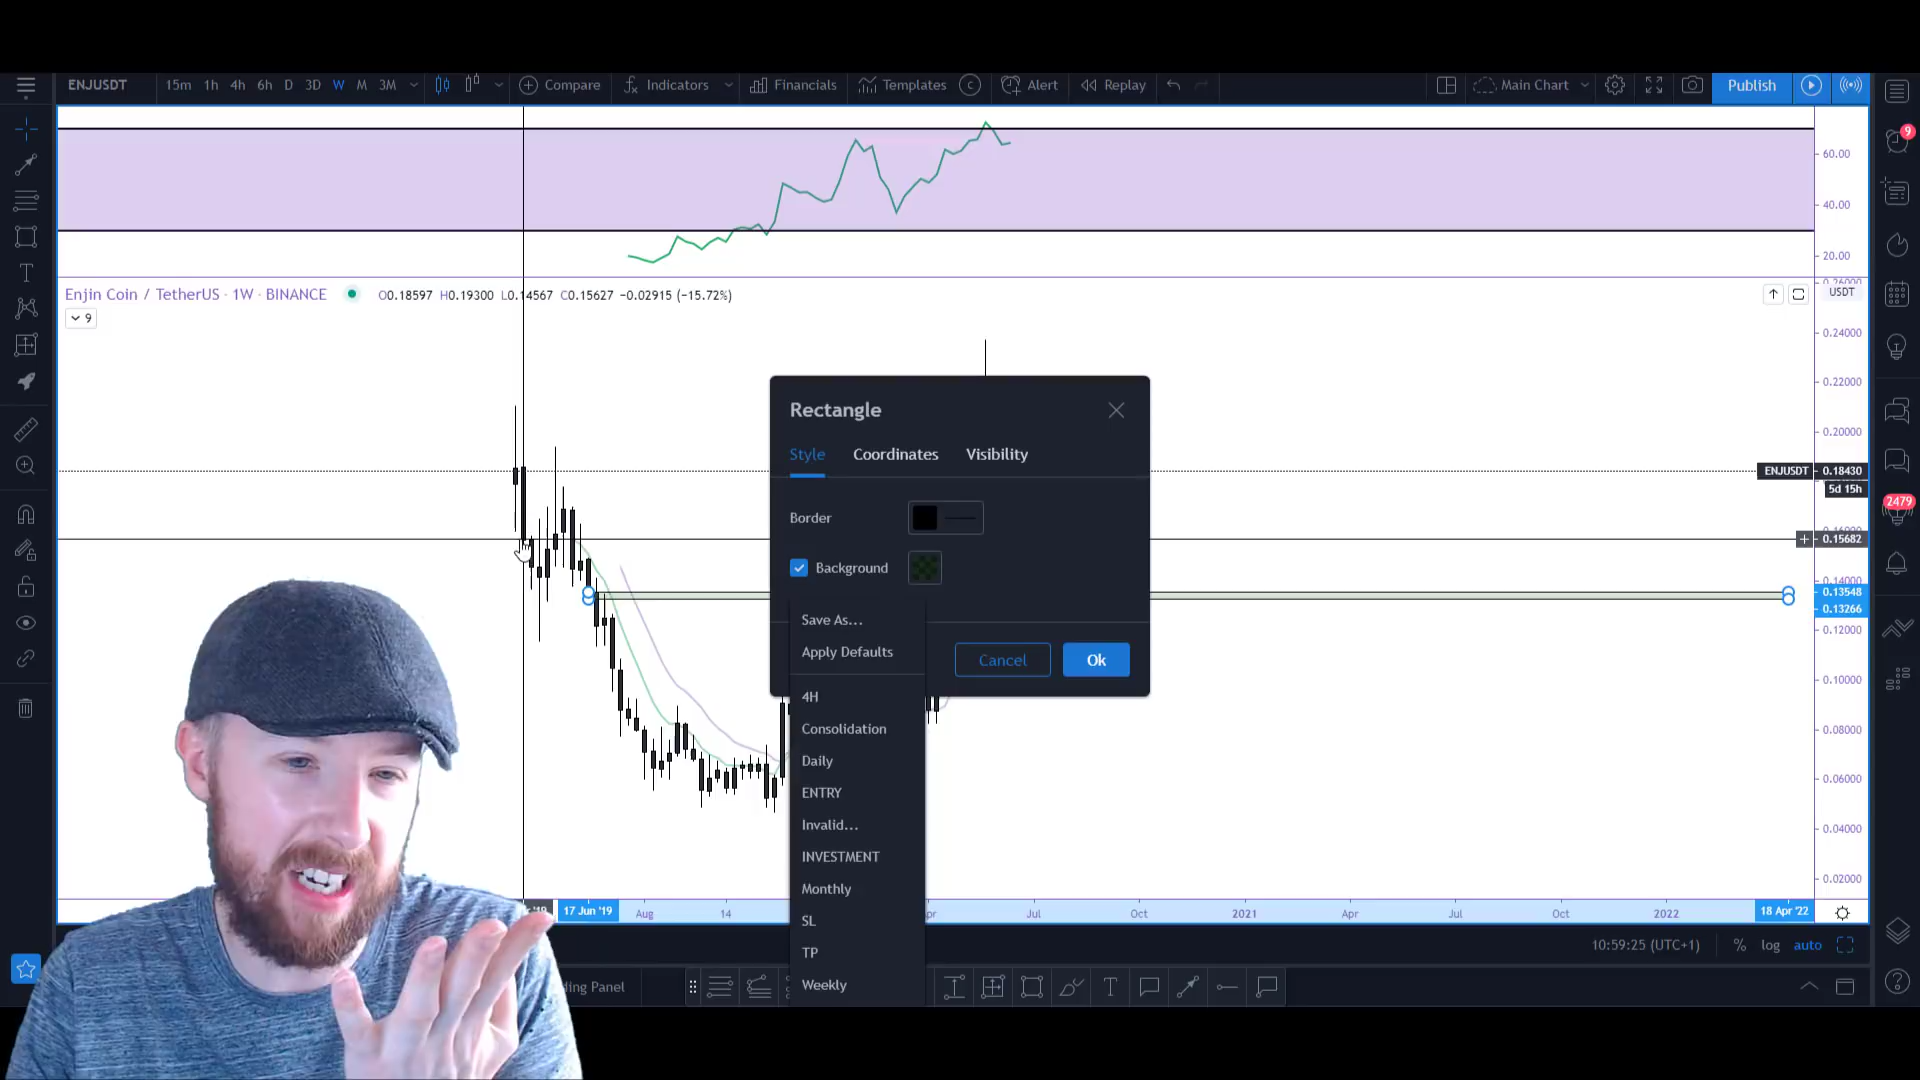 ENJUSDT 15m 1h 4h 6h D 3D W M 3M Compare Indicators Financials Templates C Alert Replay Main Chart Publish
9
60.00
40.00
20.00
Enjin Coin / TetherUS · 1W · BINANCE O0.18597 H0.19300 L0.14567 C0.15627 −0.02915 (−15.72%)
USDT
9
0.24000
0.22000
0.20000
ENJUSDT 0.18430
5d 15h
0.15682
0.14000
0.13548
0.13266
0.12000
0.10000
0.08000
0.06000
0.04000
0.02000
2479
Rectangle
Style Coordinates Visibility
Border
Background
Save As...
Apply Defaults
Cancel Ok
4H
Consolidation
Daily
ENTRY
Invalid...
INVESTMENT
Monthly
SL
TP
Weekly
17 Jun '19 Aug 14 Jul Oct 2021 Apr Jul Oct 2022 18 Apr '22
10:59:25 (UTC+1) % log auto
Panel
T